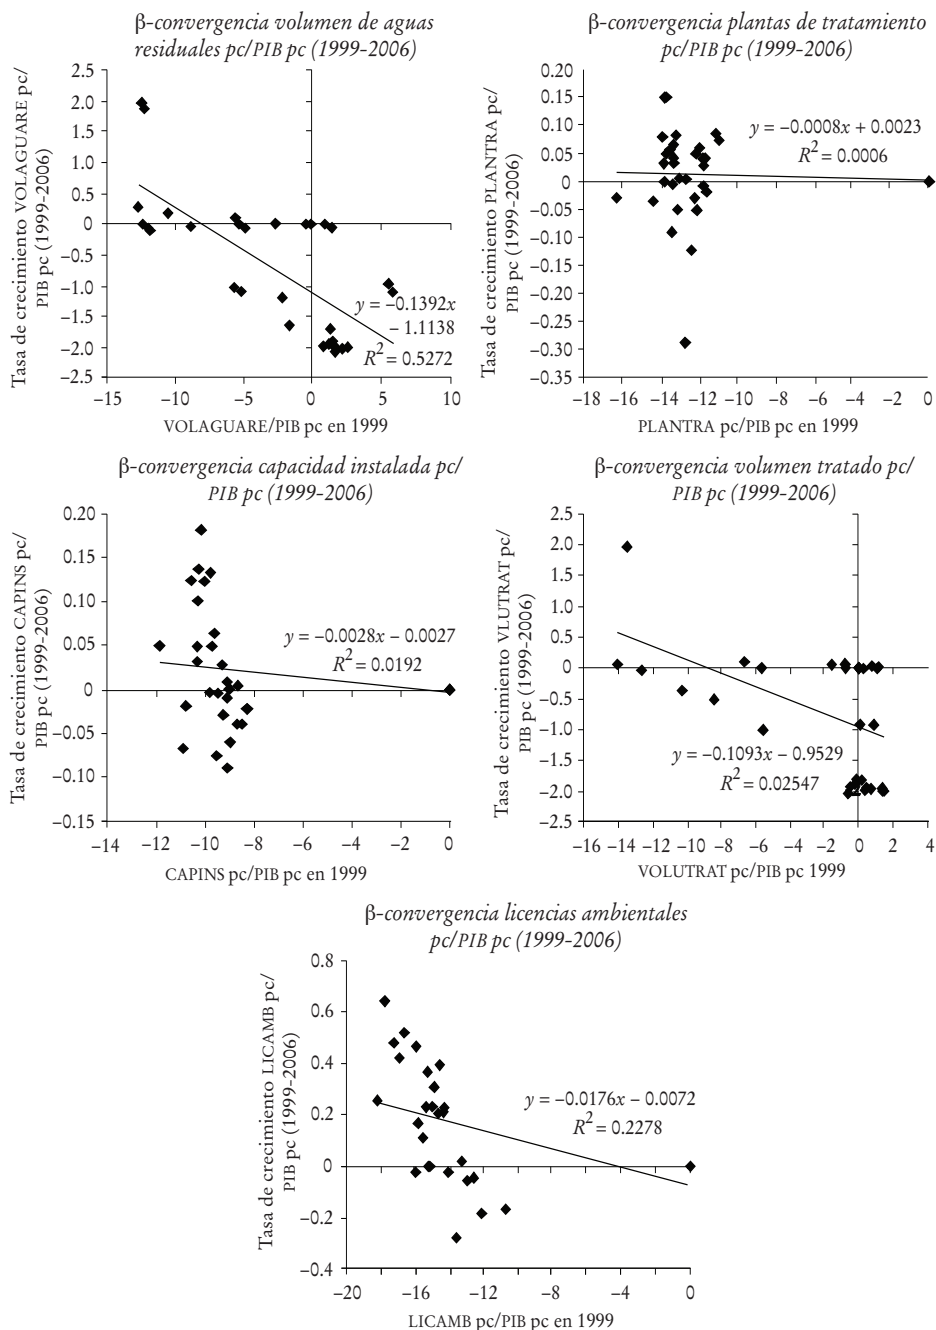 β-convergencia volumen de aguas
residuales pc/PIB pc (1999-2006)
Tasa de crecimiento VOLAGUARE pc/
PIB pc (1999-2006)
2.5
2.0
1.5
1.0
0.5
0
−0.5
−1.0
−1.5
−2.0
−2.5
y = −0.1392x
− 1.1138
R² = 0.5272
−15 −10 −5 0 5 10
VOLAGUARE/PIB pc en 1999
β-convergencia plantas de tratamiento
pc/PIB pc (1999-2006)
Tasa de crecimiento PLANTRA pc/
PIB pc (1999-2006)
0.20
0.15
0.10
0.05
0
−0.05
−0.10
−0.15
−0.20
−0.25
−0.30
−0.35
y = −0.0008x + 0.0023
R² = 0.0006
−18 −16 −14 −12 −10 −8 −6 −4 −2 0
PLANTRA pc/PIB pc en 1999
β-convergencia capacidad instalada pc/
PIB pc (1999-2006)
Tasa de crecimiento CAPINS pc/
PIB pc (1999-2006)
0.20
0.15
0.10
0.05
0
−0.05
−0.10
−0.15
y = −0.0028x − 0.0027
R² = 0.0192
−14 −12 −10 −8 −6 −4 −2 0
CAPINS pc/PIB pc en 1999
β-convergencia volumen tratado pc/
PIB pc (1999-2006)
Tasa de crecimiento VLUTRAT pc/
PIB pc (1999-2006)
2.5
2.0
1.5
1.0
0.5
0
−0.5
−1.0
−1.5
−2.0
−2.5
y = −0.1093x − 0.9529
R² = 0.02547
−16 −14 −12 −10 −8 −6 −4 −2 0 2 4
VOLUTRAT pc/PIB pc 1999
β-convergencia licencias ambientales
pc/PIB pc (1999-2006)
Tasa de crecimiento LICAMB pc/
PIB pc (1999-2006)
0.8
0.6
0.4
0.2
0
−0.2
−0.4
y = −0.0176x − 0.0072
R² = 0.2278
−20 −16 −12 −8 −4 0
LICAMB pc/PIB pc en 1999